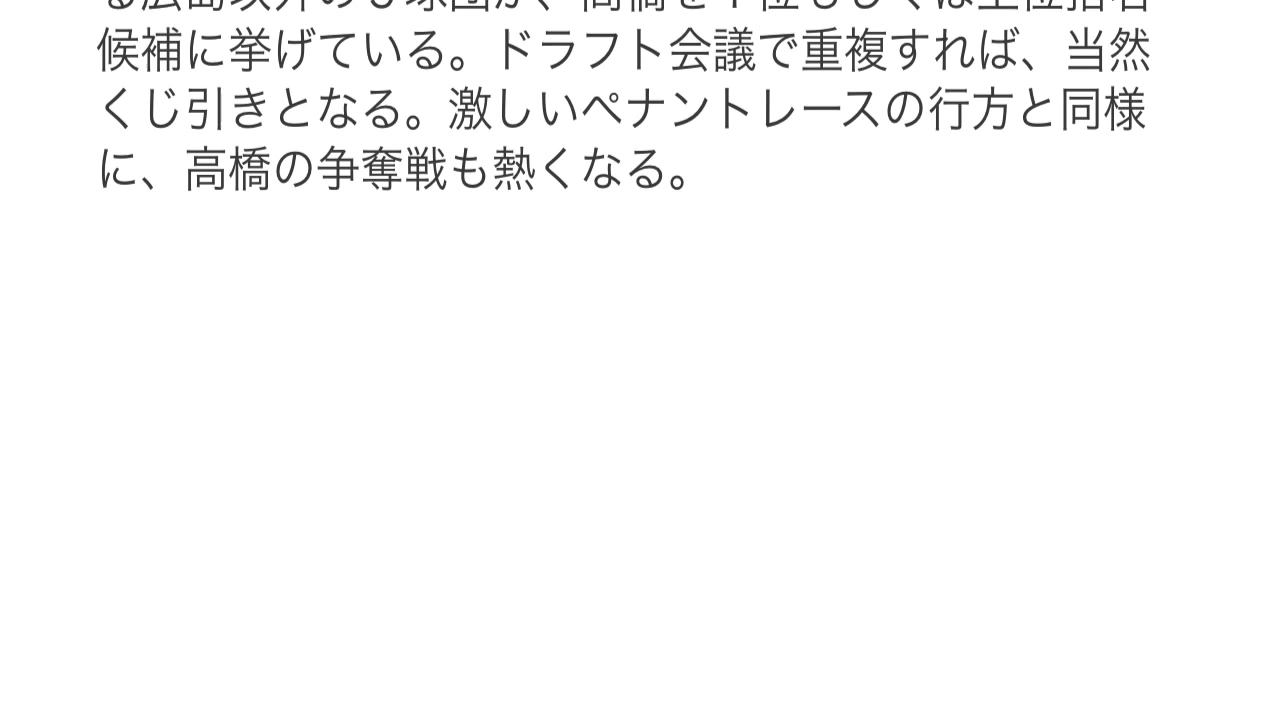 候補に挙げている。ドラフト会議で重複すれば、当然
くじ引きとなる。激しいペナントレースの行方と同様
に、高橋の争奪戦も熱くなる。